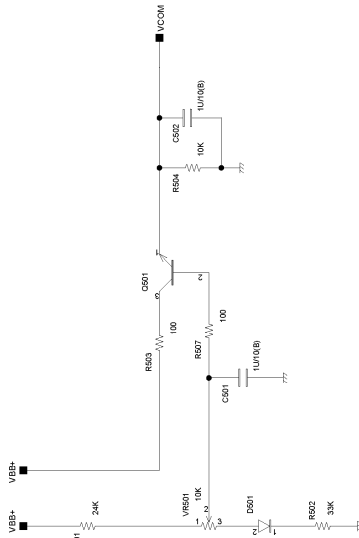 VCOM
1U/10(B)
C502
10K
R504
1
Q501
3
2
100
R503
100
R507
1U/10(B)
C501
VBB+
VBB+
24K
10K
VR501
2
1
3
D501
2
1
R502
33K